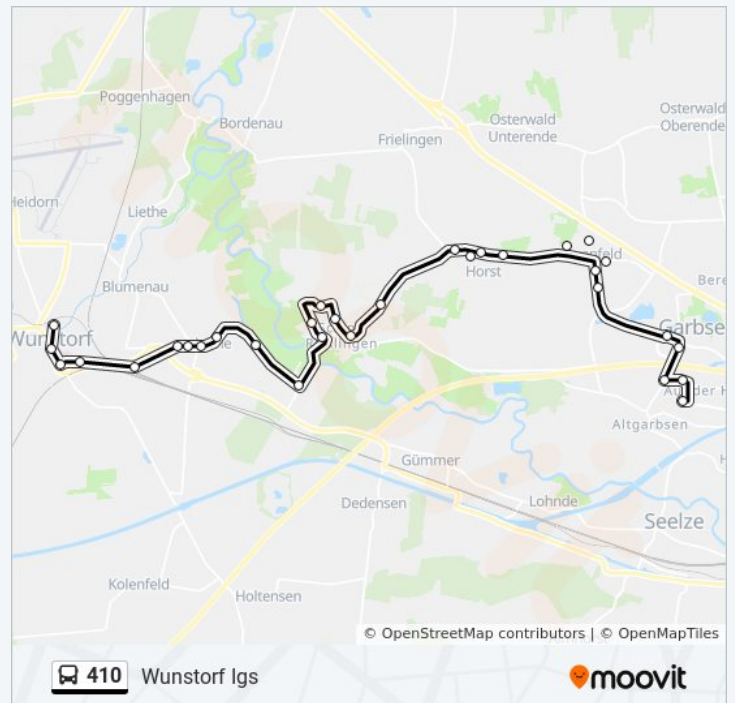 Poggenhagen
Bordenau
Osterwald
Unterende
Osterwald
Oberende
Frielingen
Heidorn
Liethe
Horst
Blumenau
Wunstorf
Garbse
Altgarbsen
Gümmer
Lohnde
Dedensen
Seelze
Kolenfeld
Holtensen
© OpenStreetMap contributors | © OpenMapTiles
410 Wunstorf Igs
moovit